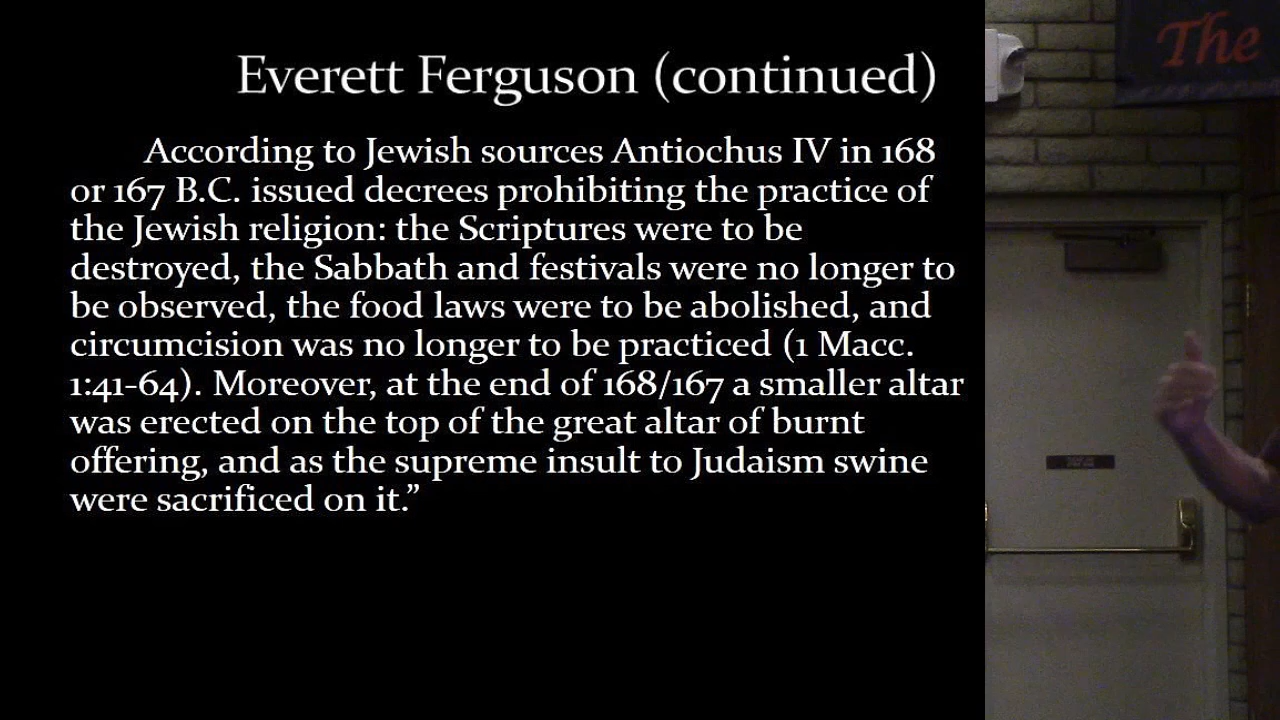 Everett Ferguson (continued)
According to Jewish sources Antiochus IV in 168
or 167 B.C. issued decrees prohibiting the practice of
the Jewish religion: the Scriptures were to be
destroyed, the Sabbath and festivals were no longer to
be observed, the food laws were to be abolished, and
circumcision was no longer to be practiced (1 Macc.
1:41-64). Moreover, at the end of 168/167 a smaller altar
was erected on the top of the great altar of burnt
offering, and as the supreme insult to Judaism swine
were sacrificed on it.”
The